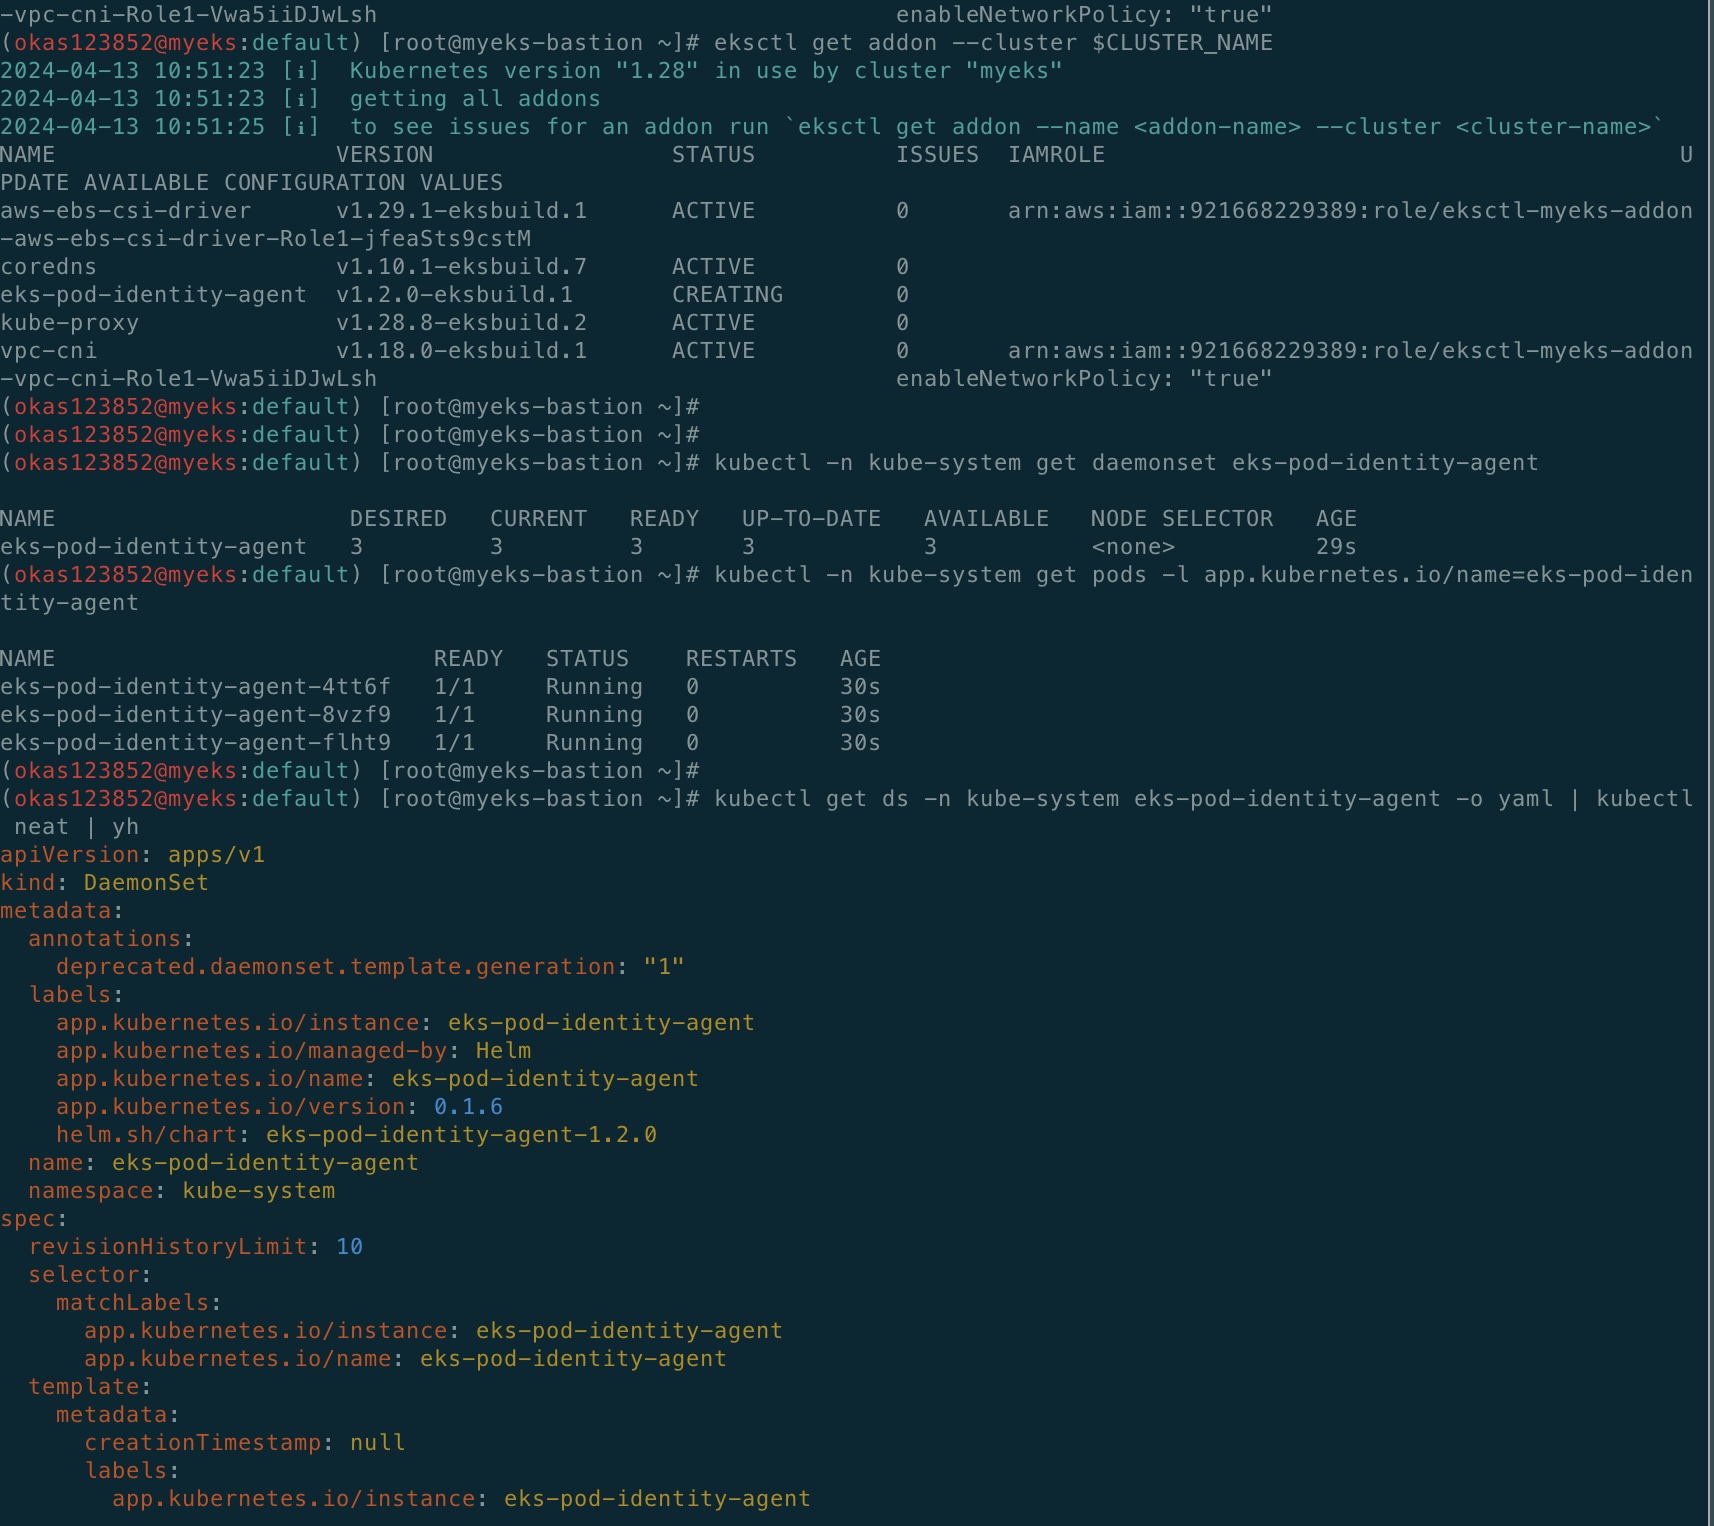 -vpc-cni-Role1-Vwa5iiDJwLsh                                     enableNetworkPolicy: "true"
(okas123852@myeks:default) [root@myeks-bastion ~]# eksctl get addon --cluster $CLUSTER_NAME
2024-04-13 10:51:23 [ℹ]  Kubernetes version "1.28" in use by cluster "myeks"
2024-04-13 10:51:23 [ℹ]  getting all addons
2024-04-13 10:51:25 [ℹ]  to see issues for an addon run `eksctl get addon --name <addon-name> --cluster <cluster-name>`
NAME                    VERSION                 STATUS          ISSUES  IAMROLE                                         U
PDATE AVAILABLE CONFIGURATION VALUES
aws-ebs-csi-driver      v1.29.1-eksbuild.1      ACTIVE          0       arn:aws:iam::921668229389:role/eksctl-myeks-addon
-aws-ebs-csi-driver-Role1-jfeaSts9cstM
coredns                 v1.10.1-eksbuild.7      ACTIVE          0
eks-pod-identity-agent  v1.2.0-eksbuild.1       CREATING        0
kube-proxy              v1.28.8-eksbuild.2      ACTIVE          0
vpc-cni                 v1.18.0-eksbuild.1      ACTIVE          0       arn:aws:iam::921668229389:role/eksctl-myeks-addon
-vpc-cni-Role1-Vwa5iiDJwLsh                                     enableNetworkPolicy: "true"
(okas123852@myeks:default) [root@myeks-bastion ~]#
(okas123852@myeks:default) [root@myeks-bastion ~]#
(okas123852@myeks:default) [root@myeks-bastion ~]# kubectl -n kube-system get daemonset eks-pod-identity-agent
NAME                     DESIRED   CURRENT   READY   UP-TO-DATE   AVAILABLE   NODE SELECTOR   AGE
eks-pod-identity-agent   3         3         3       3            3           <none>          29s
(okas123852@myeks:default) [root@myeks-bastion ~]# kubectl -n kube-system get pods -l app.kubernetes.io/name=eks-pod-iden
tity-agent
NAME                           READY   STATUS    RESTARTS   AGE
eks-pod-identity-agent-4tt6f   1/1     Running   0          30s
eks-pod-identity-agent-8vzf9   1/1     Running   0          30s
eks-pod-identity-agent-flht9   1/1     Running   0          30s
(okas123852@myeks:default) [root@myeks-bastion ~]#
(okas123852@myeks:default) [root@myeks-bastion ~]# kubectl get ds -n kube-system eks-pod-identity-agent -o yaml | kubectl
 neat | yh
apiVersion: apps/v1
kind: DaemonSet
metadata:
  annotations:
    deprecated.daemonset.template.generation: "1"
  labels:
    app.kubernetes.io/instance: eks-pod-identity-agent
    app.kubernetes.io/managed-by: Helm
    app.kubernetes.io/name: eks-pod-identity-agent
    app.kubernetes.io/version: 0.1.6
    helm.sh/chart: eks-pod-identity-agent-1.2.0
  name: eks-pod-identity-agent
  namespace: kube-system
spec:
  revisionHistoryLimit: 10
  selector:
    matchLabels:
      app.kubernetes.io/instance: eks-pod-identity-agent
      app.kubernetes.io/name: eks-pod-identity-agent
  template:
    metadata:
      creationTimestamp: null
      labels:
        app.kubernetes.io/instance: eks-pod-identity-agent